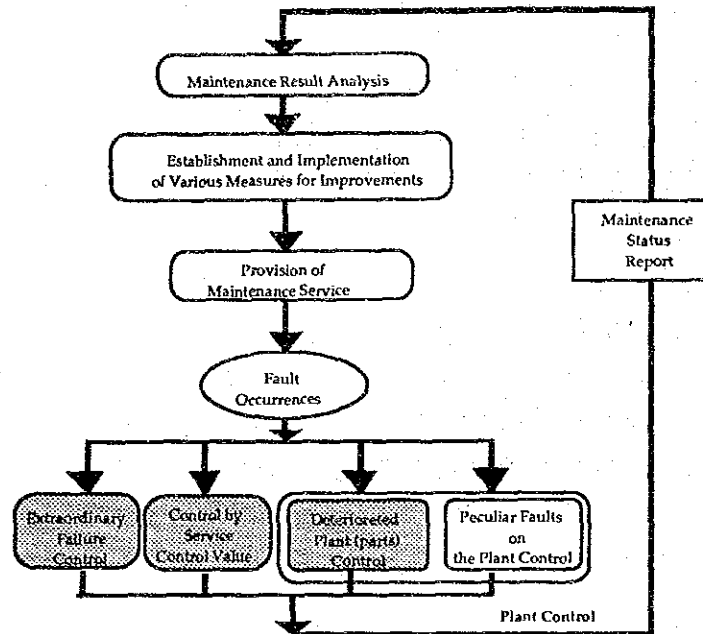 Maintenance Result Analysis
Establishment and Implementation
of Various Measures for Improvements
Maintenance
Status
Report
Provision of
Maintenance Service
Fault
Occurrences
Extraordinary
Failure
Control
Control by
Service
Control Value
Deterioreted
Plant (parts)
Control
Peculiar Faults
on
the Plant Control
Plant Control